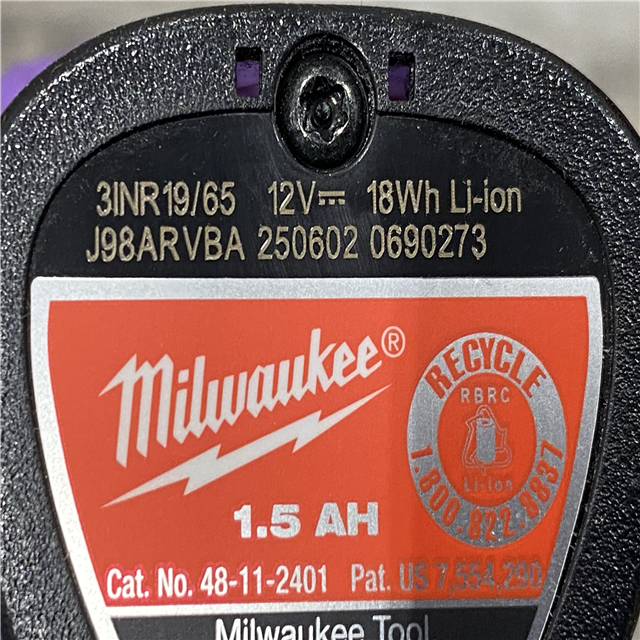 3INR19/65 12V⎓ 18Wh Li-ion
J98ARVBA 250602 0690273
Milwaukee®
RECYCLE
RBRC
Li-Ion
1.800.822.8837
1.5 AH
Cat. No. 48-11-2401 Pat. US 7,554,290
Milwaukee Tool